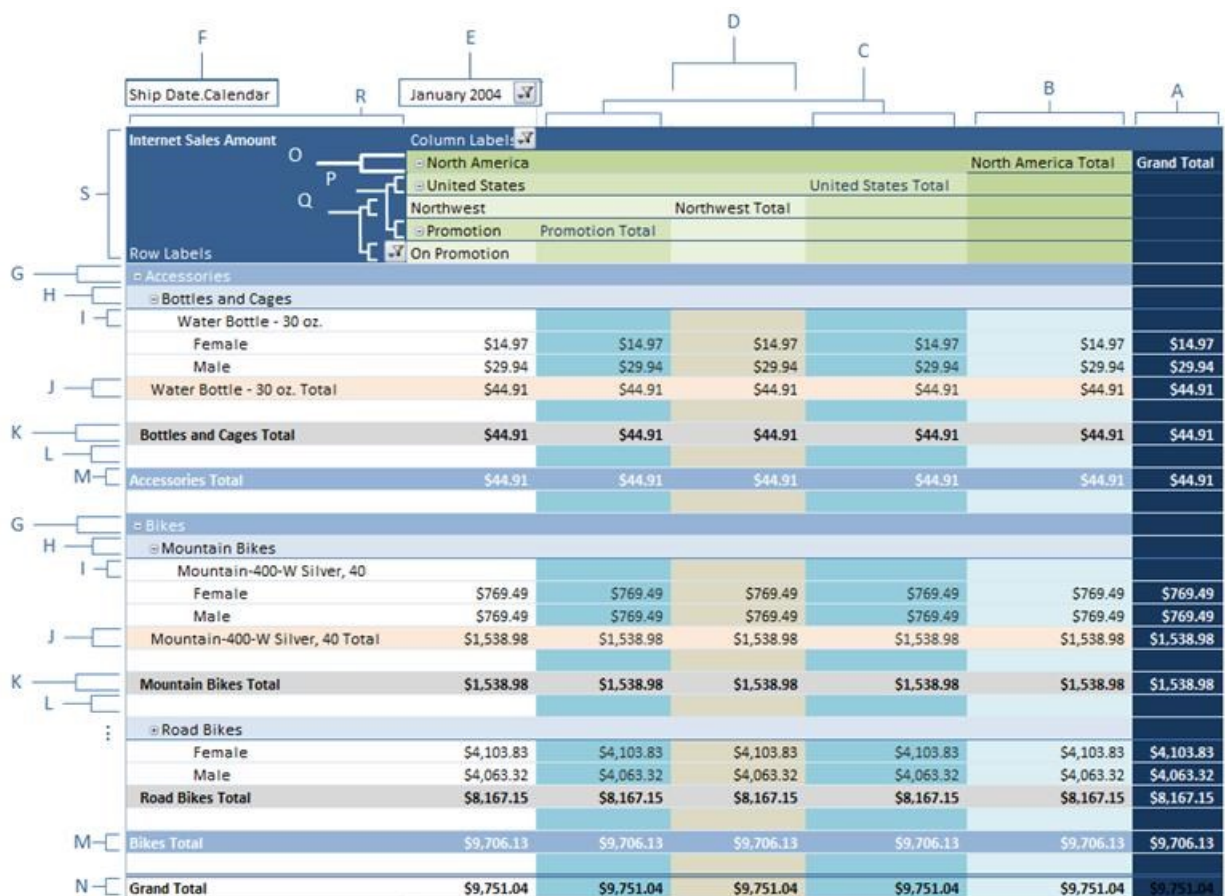 D
F E C
Ship Date.Calendar R January 2004 B A
Internet Sales Amount Column Labels
O North America North America Total Grand Total
P United States United States Total
S Q Northwest Northwest Total
Promotion Promotion Total
Row Labels On Promotion
G Accessories
H Bottles and Cages
I Water Bottle - 30 oz.
Female $14.97 $14.97 $14.97 $14.97 $14.97 $14.97
Male $29.94 $29.94 $29.94 $29.94 $29.94 $29.94
J Water Bottle - 30 oz. Total $44.91 $44.91 $44.91 $44.91 $44.91 $44.91
K Bottles and Cages Total $44.91 $44.91 $44.91 $44.91 $44.91 $44.91
L
M Accessories Total $44.91 $44.91 $44.91 $44.91 $44.91 $44.91
G Bikes
H Mountain Bikes
I Mountain-400-W Silver, 40
Female $769.49 $769.49 $769.49 $769.49 $769.49 $769.49
Male $769.49 $769.49 $769.49 $769.49 $769.49 $769.49
J Mountain-400-W Silver, 40 Total $1,538.98 $1,538.98 $1,538.98 $1,538.98 $1,538.98 $1,538.98
K Mountain Bikes Total $1,538.98 $1,538.98 $1,538.98 $1,538.98 $1,538.98 $1,538.98
L
⋮ Road Bikes
Female $4,103.83 $4,103.83 $4,103.83 $4,103.83 $4,103.83 $4,103.83
Male $4,063.32 $4,063.32 $4,063.32 $4,063.32 $4,063.32 $4,063.32
Road Bikes Total $8,167.15 $8,167.15 $8,167.15 $8,167.15 $8,167.15 $8,167.15
M Bikes Total $9,706.13 $9,706.13 $9,706.13 $9,706.13 $9,706.13 $9,706.13
N Grand Total $9,751.04 $9,751.04 $9,751.04 $9,751.04 $9,751.04 $9,751.04